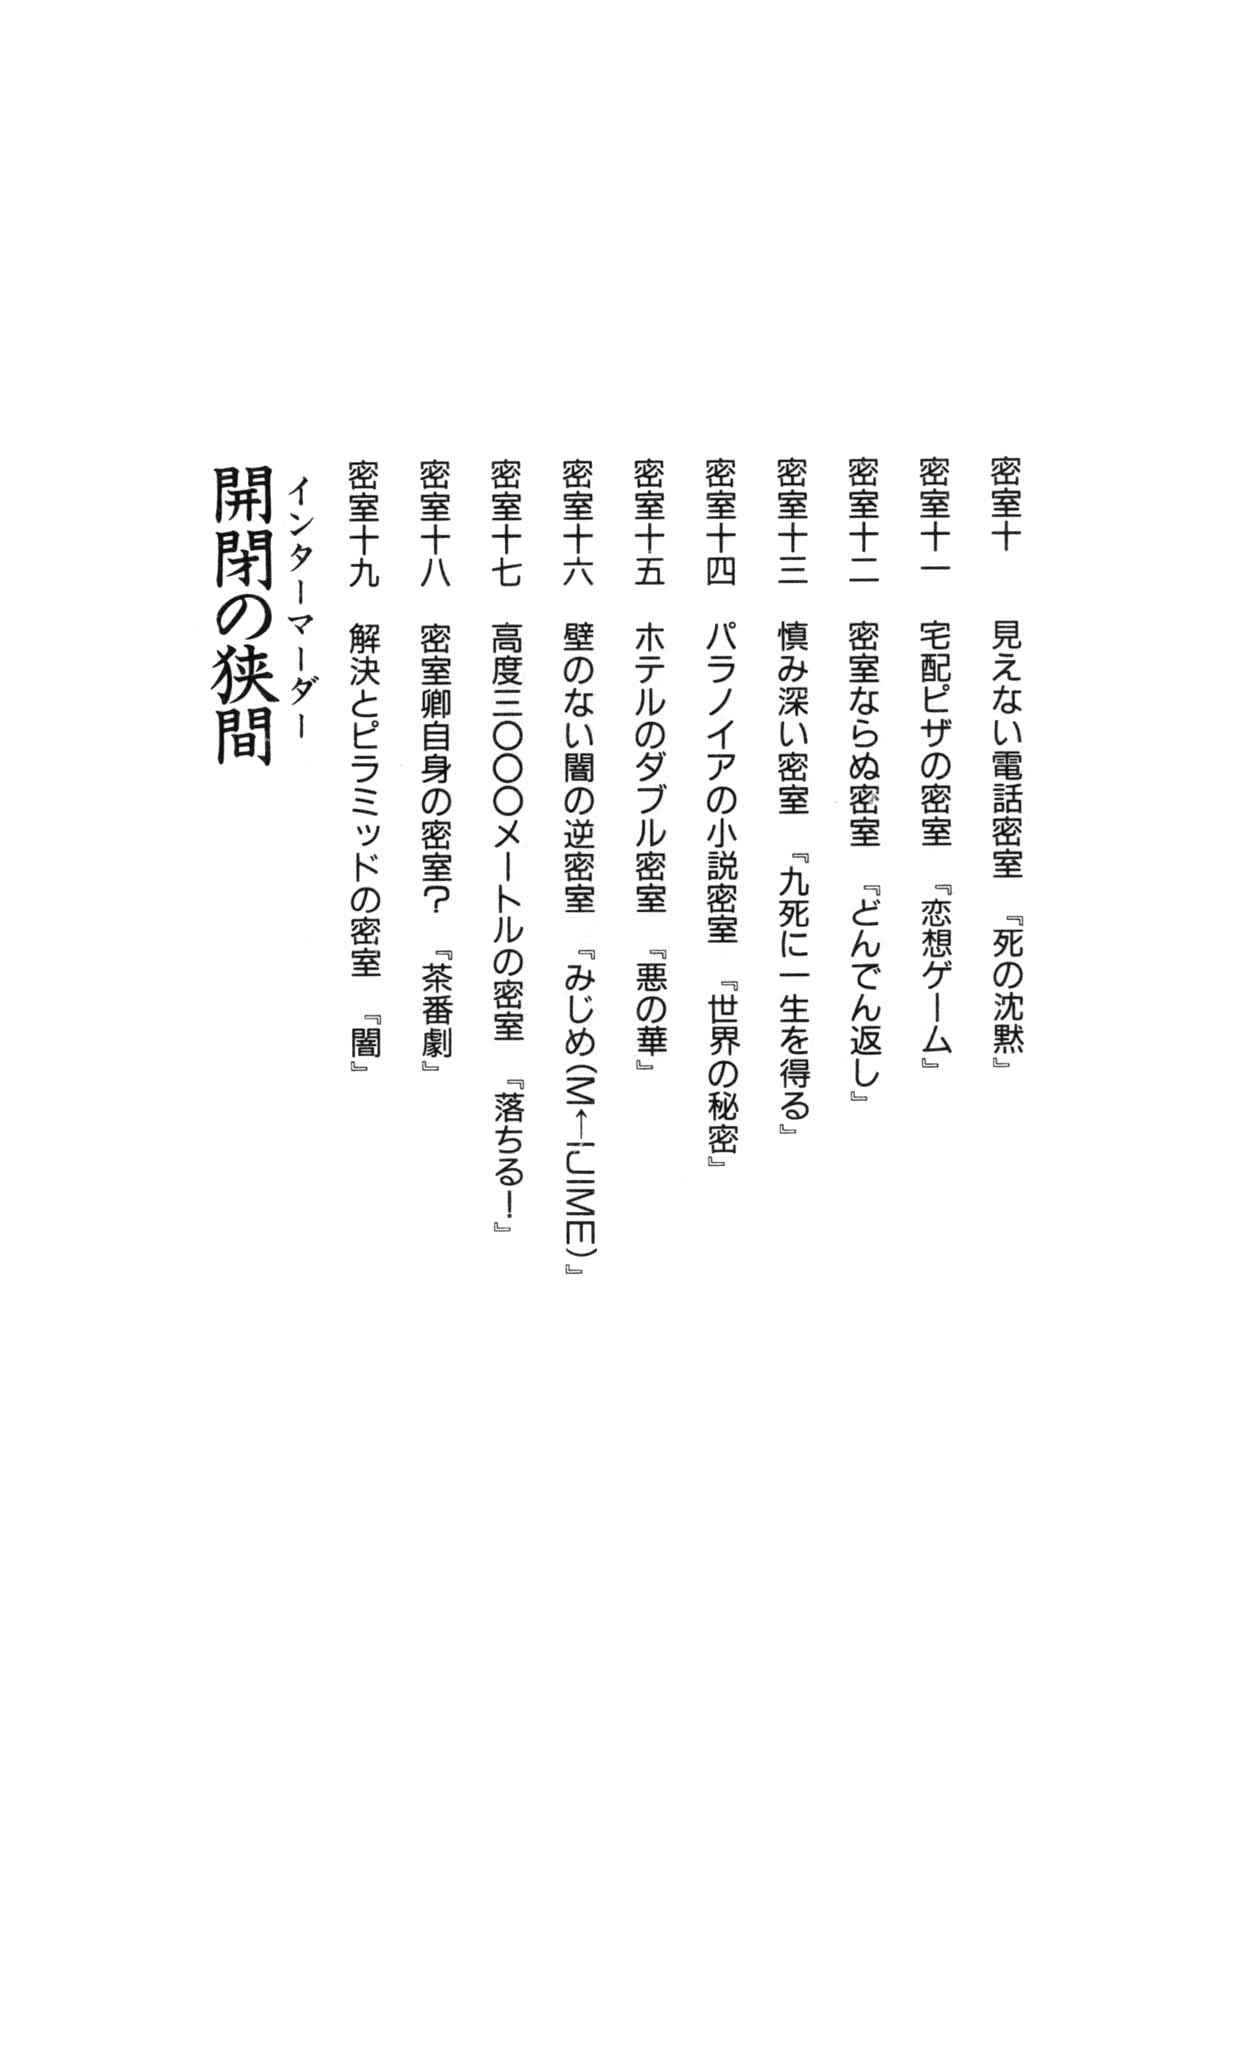 密室十　見えない電話密室　『死の沈黙』
密室十一　宅配ピザの密室　『恋想ゲーム』
密室十二　密室ならぬ密室　『どんでん返し』
密室十三　慎み深い密室　『九死に一生を得る』
密室十四　パラノイアの小説密室　『世界の秘密』
密室十五　ホテルのダブル密室　『悪の華』
密室十六　壁のない闇の逆密室　『みじめ(M←IJIME)』
密室十七　高度三〇〇〇メートルの密室　『落ちる！』
密室十八　密室卿自身の密室？　『茶番劇』
密室十九　解決とピラミッドの密室　『闇』
インターマーダー
開閉の狭間